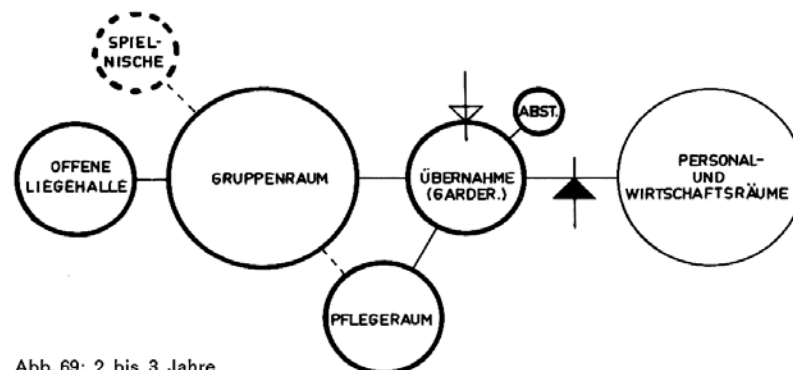 SPIEL-
NISCHE
OFFENE
LIEGEHALLE
GRUPPENRAUM
ÜBERNAHME
(GARDER.)
ABST.
PERSONAL-
UND
WIRTSCHAFTSRÄUME
PFLEGERAUM
Abb. 69: 2 bis 3 Jahre